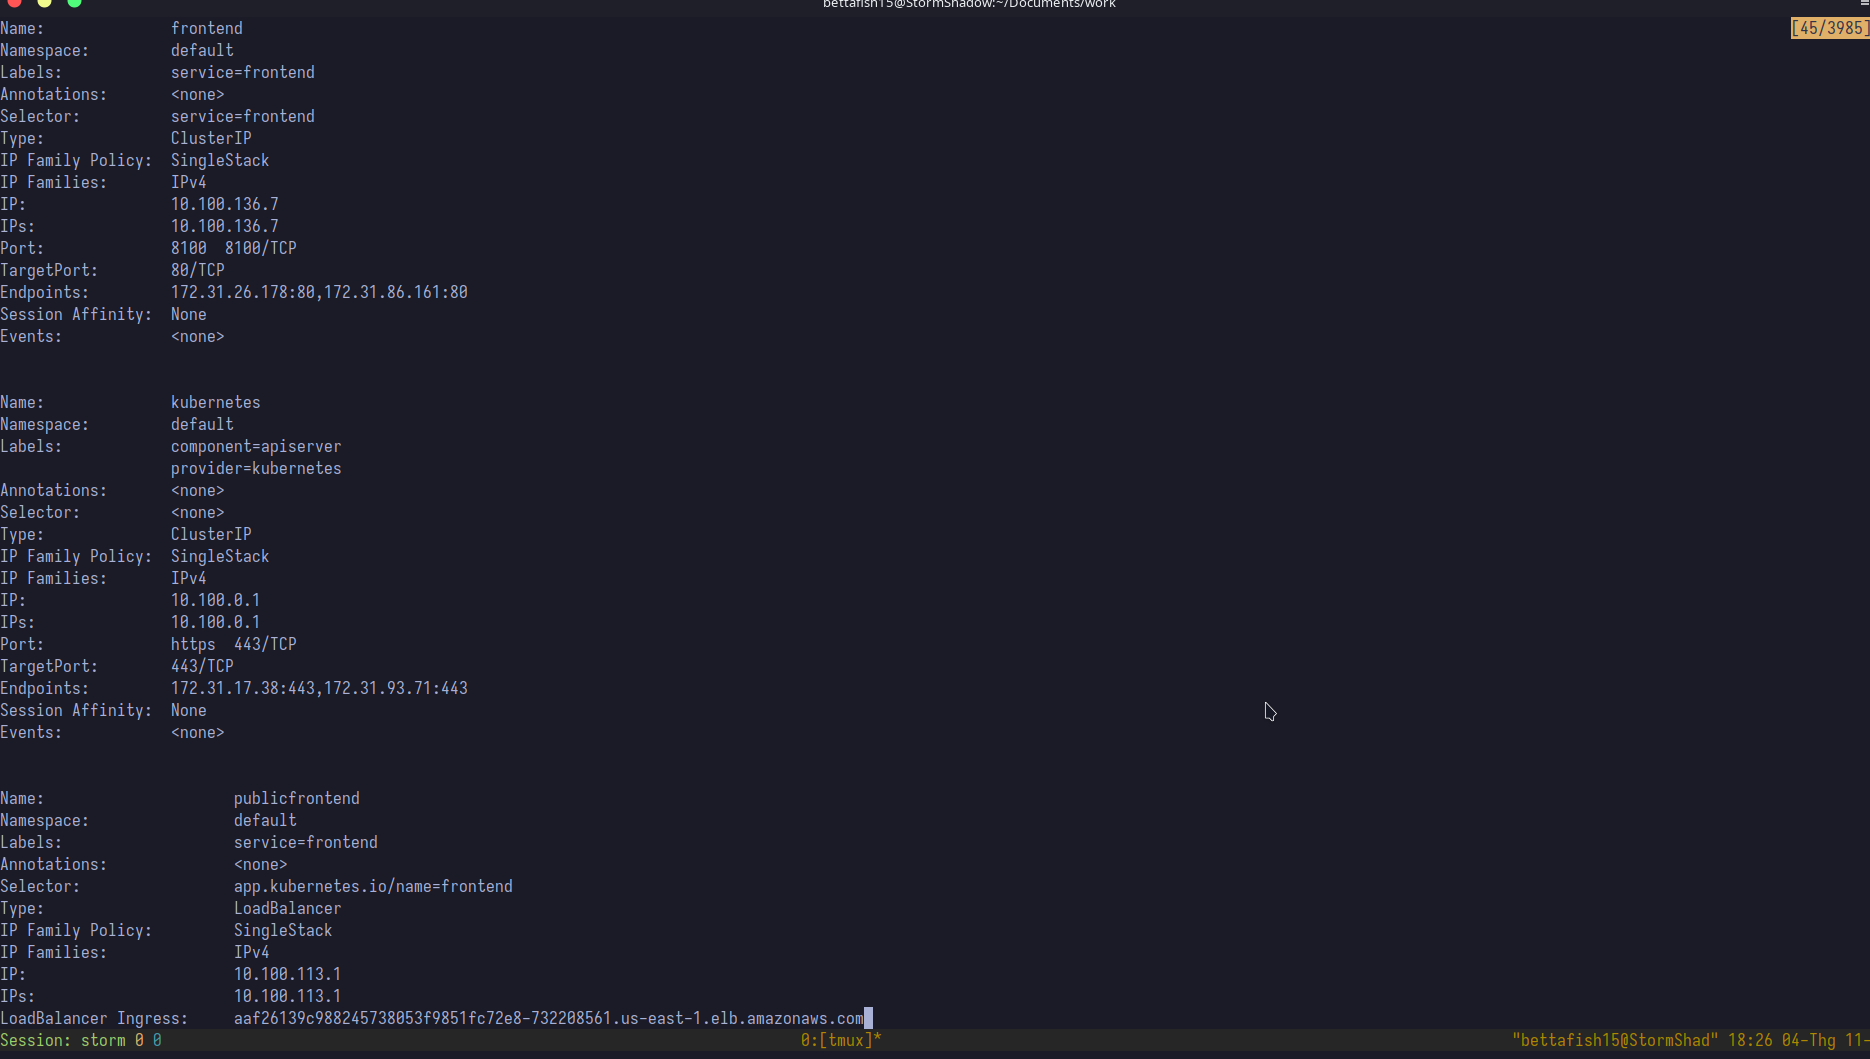 bettafish15@StormShadow:~/Documents/work
Name: frontend [45/3985]
Namespace: default
Labels: service=frontend
Annotations: <none>
Selector: service=frontend
Type: ClusterIP
IP Family Policy: SingleStack
IP Families: IPv4
IP: 10.100.136.7
IPs: 10.100.136.7
Port: 8100 8100/TCP
TargetPort: 80/TCP
Endpoints: 172.31.26.178:80,172.31.86.161:80
Session Affinity: None
Events: <none>
Name: kubernetes
Namespace: default
Labels: component=apiserver
provider=kubernetes
Annotations: <none>
Selector: <none>
Type: ClusterIP
IP Family Policy: SingleStack
IP Families: IPv4
IP: 10.100.0.1
IPs: 10.100.0.1
Port: https 443/TCP
TargetPort: 443/TCP
Endpoints: 172.31.17.38:443,172.31.93.71:443
Session Affinity: None
Events: <none>
Name: publicfrontend
Namespace: default
Labels: service=frontend
Annotations: <none>
Selector: app.kubernetes.io/name=frontend
Type: LoadBalancer
IP Family Policy: SingleStack
IP Families: IPv4
IP: 10.100.113.1
IPs: 10.100.113.1
LoadBalancer Ingress: aaf26139c988245738053f9851fc72e8-732208561.us-east-1.elb.amazonaws.com
Session: storm 0 0 0:[tmux]* "bettafish15@StormShad" 18:26 04-Thg 11-